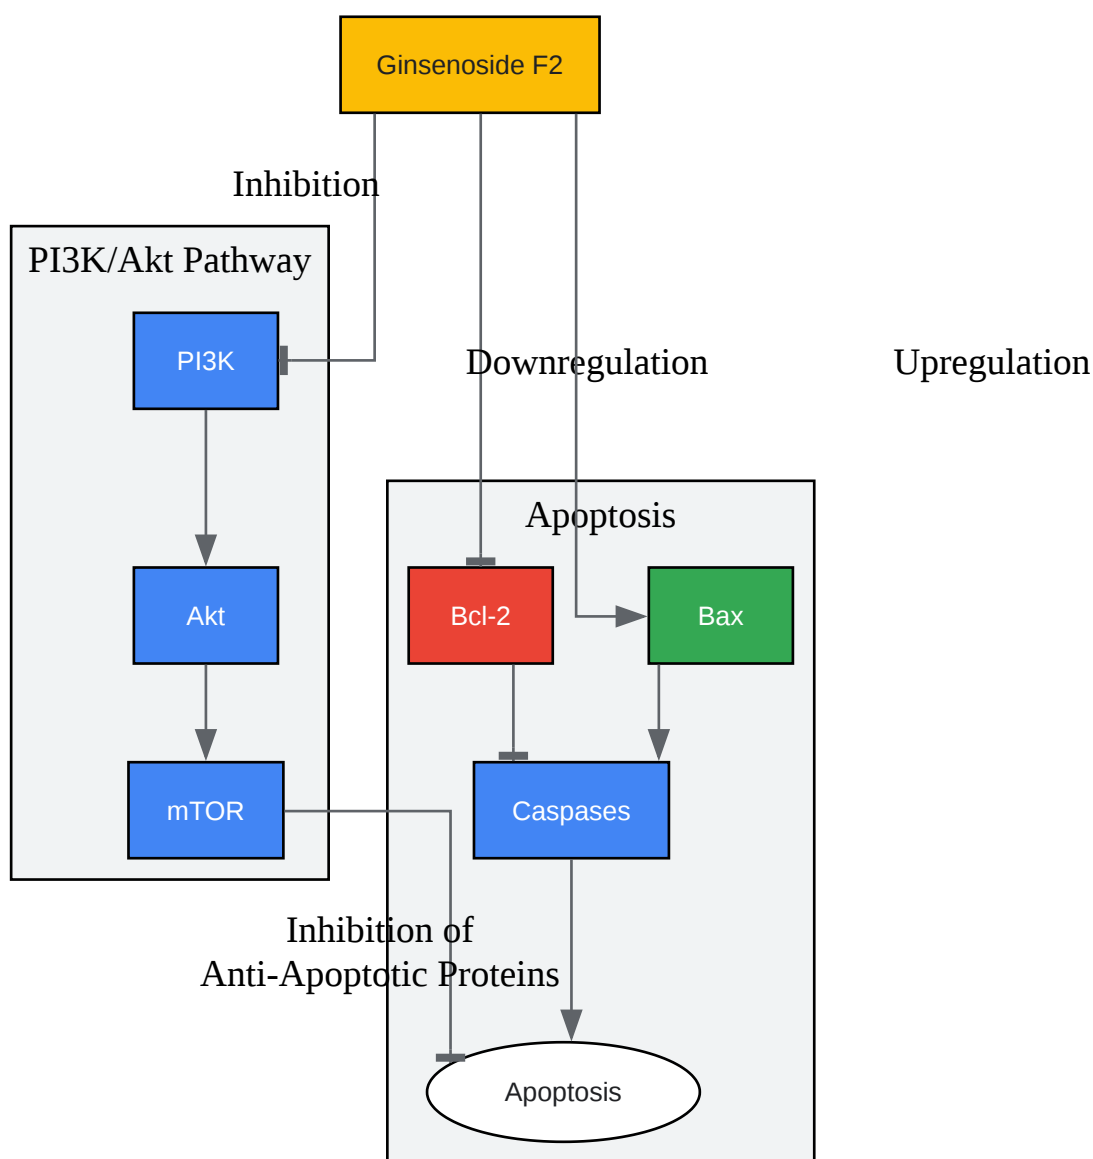 Ginsenoside F2
Inhibition
PI3K/Akt Pathway
PI3K
Downregulation
Upregulation
Apoptosis
Akt
Bcl-2
Bax
mTOR
Caspases
Inhibition of
Anti-Apoptotic Proteins
Apoptosis